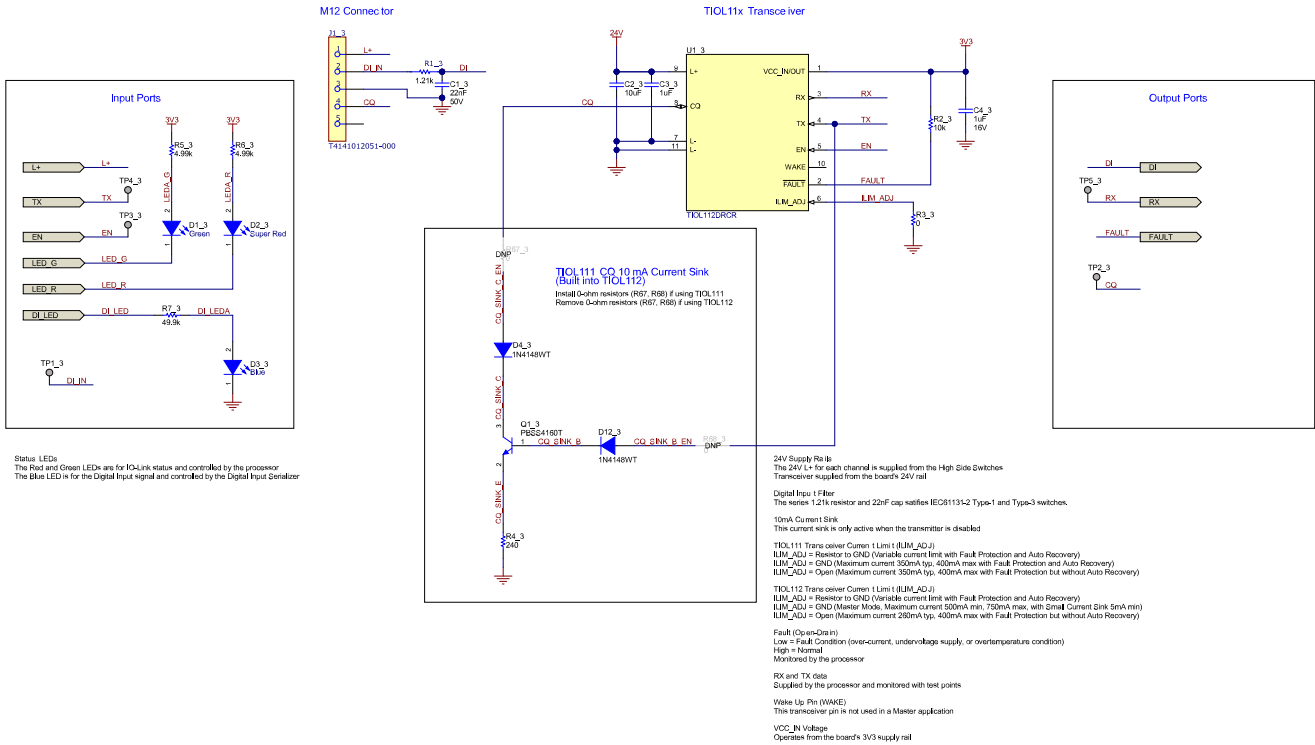 M12 Connector
TIOL11x Transceiver
J1_3
1
L+
2
DI_IN
R1_3
1.21k
DI
C1_3
22nF
50V
3
4
CQ
5
T4141012051-000
24V
C2_3
10uF
C3_3
1uF
CQ
U1_3
9
L+
8
CQ
7
L-
11
L-
VCC_IN/OUT
1
RX
3
RX
TX
4
TX
EN
5
EN
WAKE
10
FAULT
2
FAULT
ILIM_ADJ
6
ILIM_ADJ
TIOL112DRCR
3V3
R2_3
10k
C4_3
1uF
16V
R3_3
0
Input Ports
3V3
3V3
R5_3
4.99k
R6_3
4.99k
L+
L+
TP4_3
TX
TX
TP3_3
EN
EN
LEDA_G
LEDA_R
2
D1_3
Green
1
2
D2_3
Super Red
1
LED_G
LED_G
LED_R
LED_R
DI_LED
DI_LED
R7_3
49.9k
DI_LEDA
2
D3_3
Blue
1
TP1_3
DI_IN
Output Ports
DI
DI
TP5_3
RX
RX
FAULT
FAULT
TP2_3
CQ
R67_3
DNP
TIOL111 CQ 10 mA Current Sink
(Built into TIOL112)
Install 0-ohm resistors (R67, R68) if using TIOL111
Remove 0-ohm resistors (R67, R68) if using TIOL112
CQ_SINK_C_EN
D4_3
1N4148WT
CQ_SINK_C
3
Q1_3
PBSS4160T
1
CQ_SINK_B
D12_3
1N4148WT
CQ_SINK_B_EN
R68_3
DNP
0
2
CQ_SINK_E
R4_3
240
Status LEDs
The Red and Green LEDs are for IO-Link status and controlled by the processor
The Blue LED is for the Digital Input signal and controlled by the Digital Input Serializer
24V Supply Rails
The 24V L+ for each channel is supplied from the High Side Switches
Transceiver supplied from the board's 24V rail
Digital Input Filter
The series 1.21k resistor and 22nF cap satifies IEC61131-2 Type-1 and Type-3 switches.
10mA Current Sink
This current sink is only active when the transmitter is disabled
TIOL111 Transceiver Current Limit (ILIM_ADJ)
ILIM_ADJ = Resistor to GND (Variable current limit with Fault Protection and Auto Recovery)
ILIM_ADJ = GND (Maximum current 350mA typ, 400mA max with Fault Protection and Auto Recovery)
ILIM_ADJ = Open (Maximum current 350mA typ, 400mA max with Fault Protection but without Auto Recovery)
TIOL112 Transceiver Current Limit (ILIM_ADJ)
ILIM_ADJ = Resistor to GND (Variable current limit with Fault Protection and Auto Recovery)
ILIM_ADJ = GND (Master Mode, Maximum current 500mA min, 750mA max, with Small Current Sink 5mA min)
ILIM_ADJ = Open (Maximum current 260mA typ, 400mA max with Fault Protection but without Auto Recovery)
Fault (Open-Drain)
Low = Fault Condition (over-current, undervoltage supply, or overtemperature condition)
High = Normal
Monitored by the processor
RX and TX data
Supplied by the processor and monitored with test points
Wake Up Pin (WAKE)
This transceiver pin is not used in a Master application
VCC_IN Voltage
Operates from the board's 3V3 supply rail